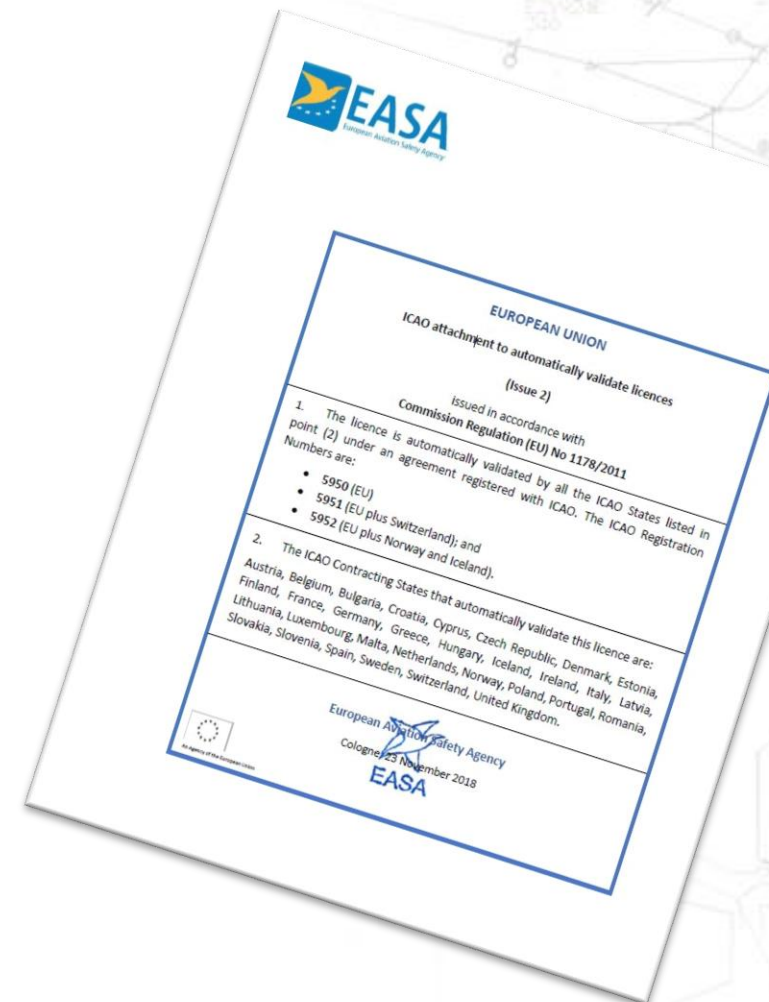 EASA
European Aviation Safety Agency
EUROPEAN UNION
ICAO attachment to automatically validate licences
(Issue 2)
issued in accordance with
Commission Regulation (EU) No 1178/2011
1. The licence is automatically validated by all the ICAO States listed in
point (2) under an agreement registered with ICAO. The ICAO Registration
Numbers are:
• 5950 (EU)
• 5951 (EU plus Switzerland); and
• 5952 (EU plus Norway and Iceland).
2. The ICAO Contracting States that automatically validate this licence are:
Austria, Belgium, Bulgaria, Croatia, Cyprus, Czech Republic, Denmark, Estonia,
Finland, France, Germany, Greece, Hungary, Iceland, Ireland, Italy, Latvia,
Lithuania, Luxembourg, Malta, Netherlands, Norway, Poland, Portugal, Romania,
Slovakia, Slovenia, Spain, Sweden, Switzerland, United Kingdom.
European Aviation Safety Agency
Cologne, 23 November 2018
EASA
An Agency of the European Union